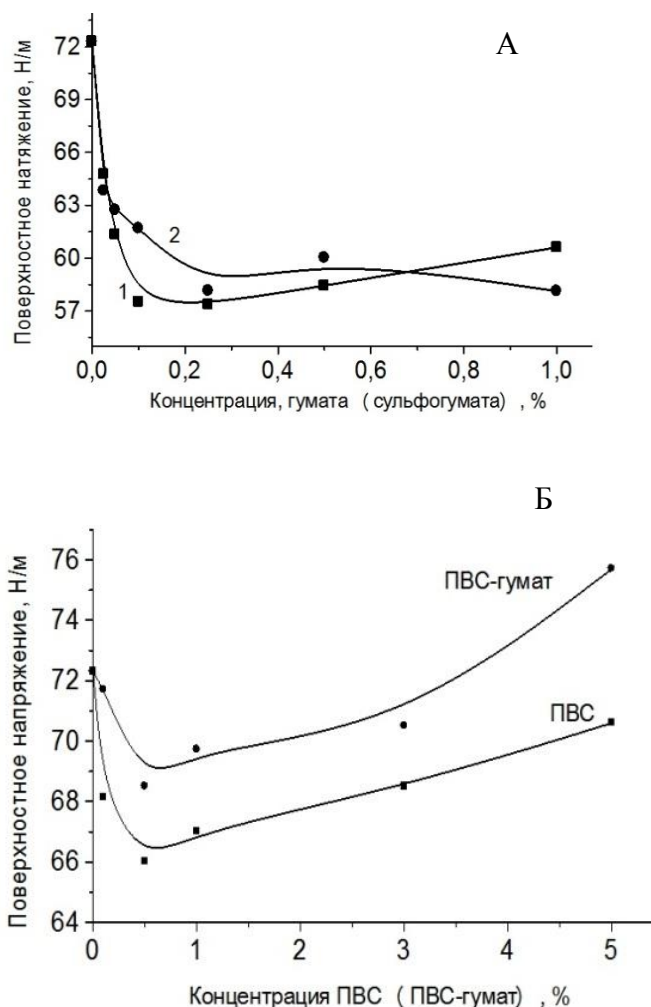 А
Поверхностное натяжение, Н/м
72
69
66
63
60
57
2
1
0,0 0,2 0,4 0,6 0,8 1,0
Концентрация, гумата ( сульфогумата) , %
Б
Поверхностное напряжение, Н/м
76
74
72
70
68
66
64
ПВС-гумат
ПВС
0 1 3 4 5
Концентрация ПВС ( ПВС-гумат) , %